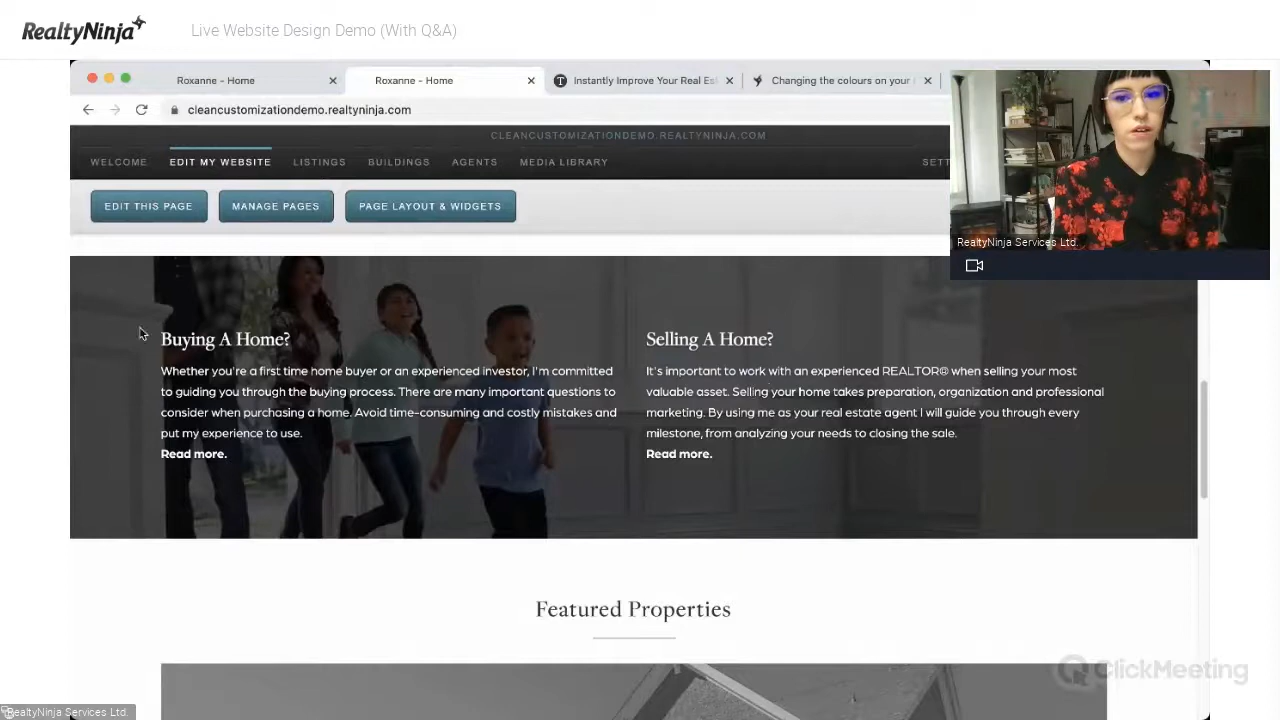 RealtyNinja
Live Website Design Demo (With Q&A)
Roxanne - Home
Roxanne - Home
Instantly Improve Your Real Es
Changing the colours on your
cleancustomizationdemo.realtyninja.com
CLEANCUSTOMIZATIONDEMO.REALTYNINJA.COM
WELCOME EDIT MY WEBSITE LISTINGS BUILDINGS AGENTS MEDIA LIBRARY SETT
EDIT THIS PAGE MANAGE PAGES PAGE LAYOUT & WIDGETS
RealtyNinja Services Ltd.
Buying A Home?
Whether you're a first time home buyer or an experienced investor, I'm committed
to guiding you through the buying process. There are many important questions to
consider when purchasing a home. Avoid time-consuming and costly mistakes and
put my experience to use.
Read more.
Selling A Home?
It's important to work with an experienced REALTOR® when selling your most
valuable asset. Selling your home takes preparation, organization and professional
marketing. By using me as your real estate agent I will guide you through every
milestone, from analyzing your needs to closing the sale.
Read more.
Featured Properties
ClickMeeting
RealtyNinja Services Ltd.